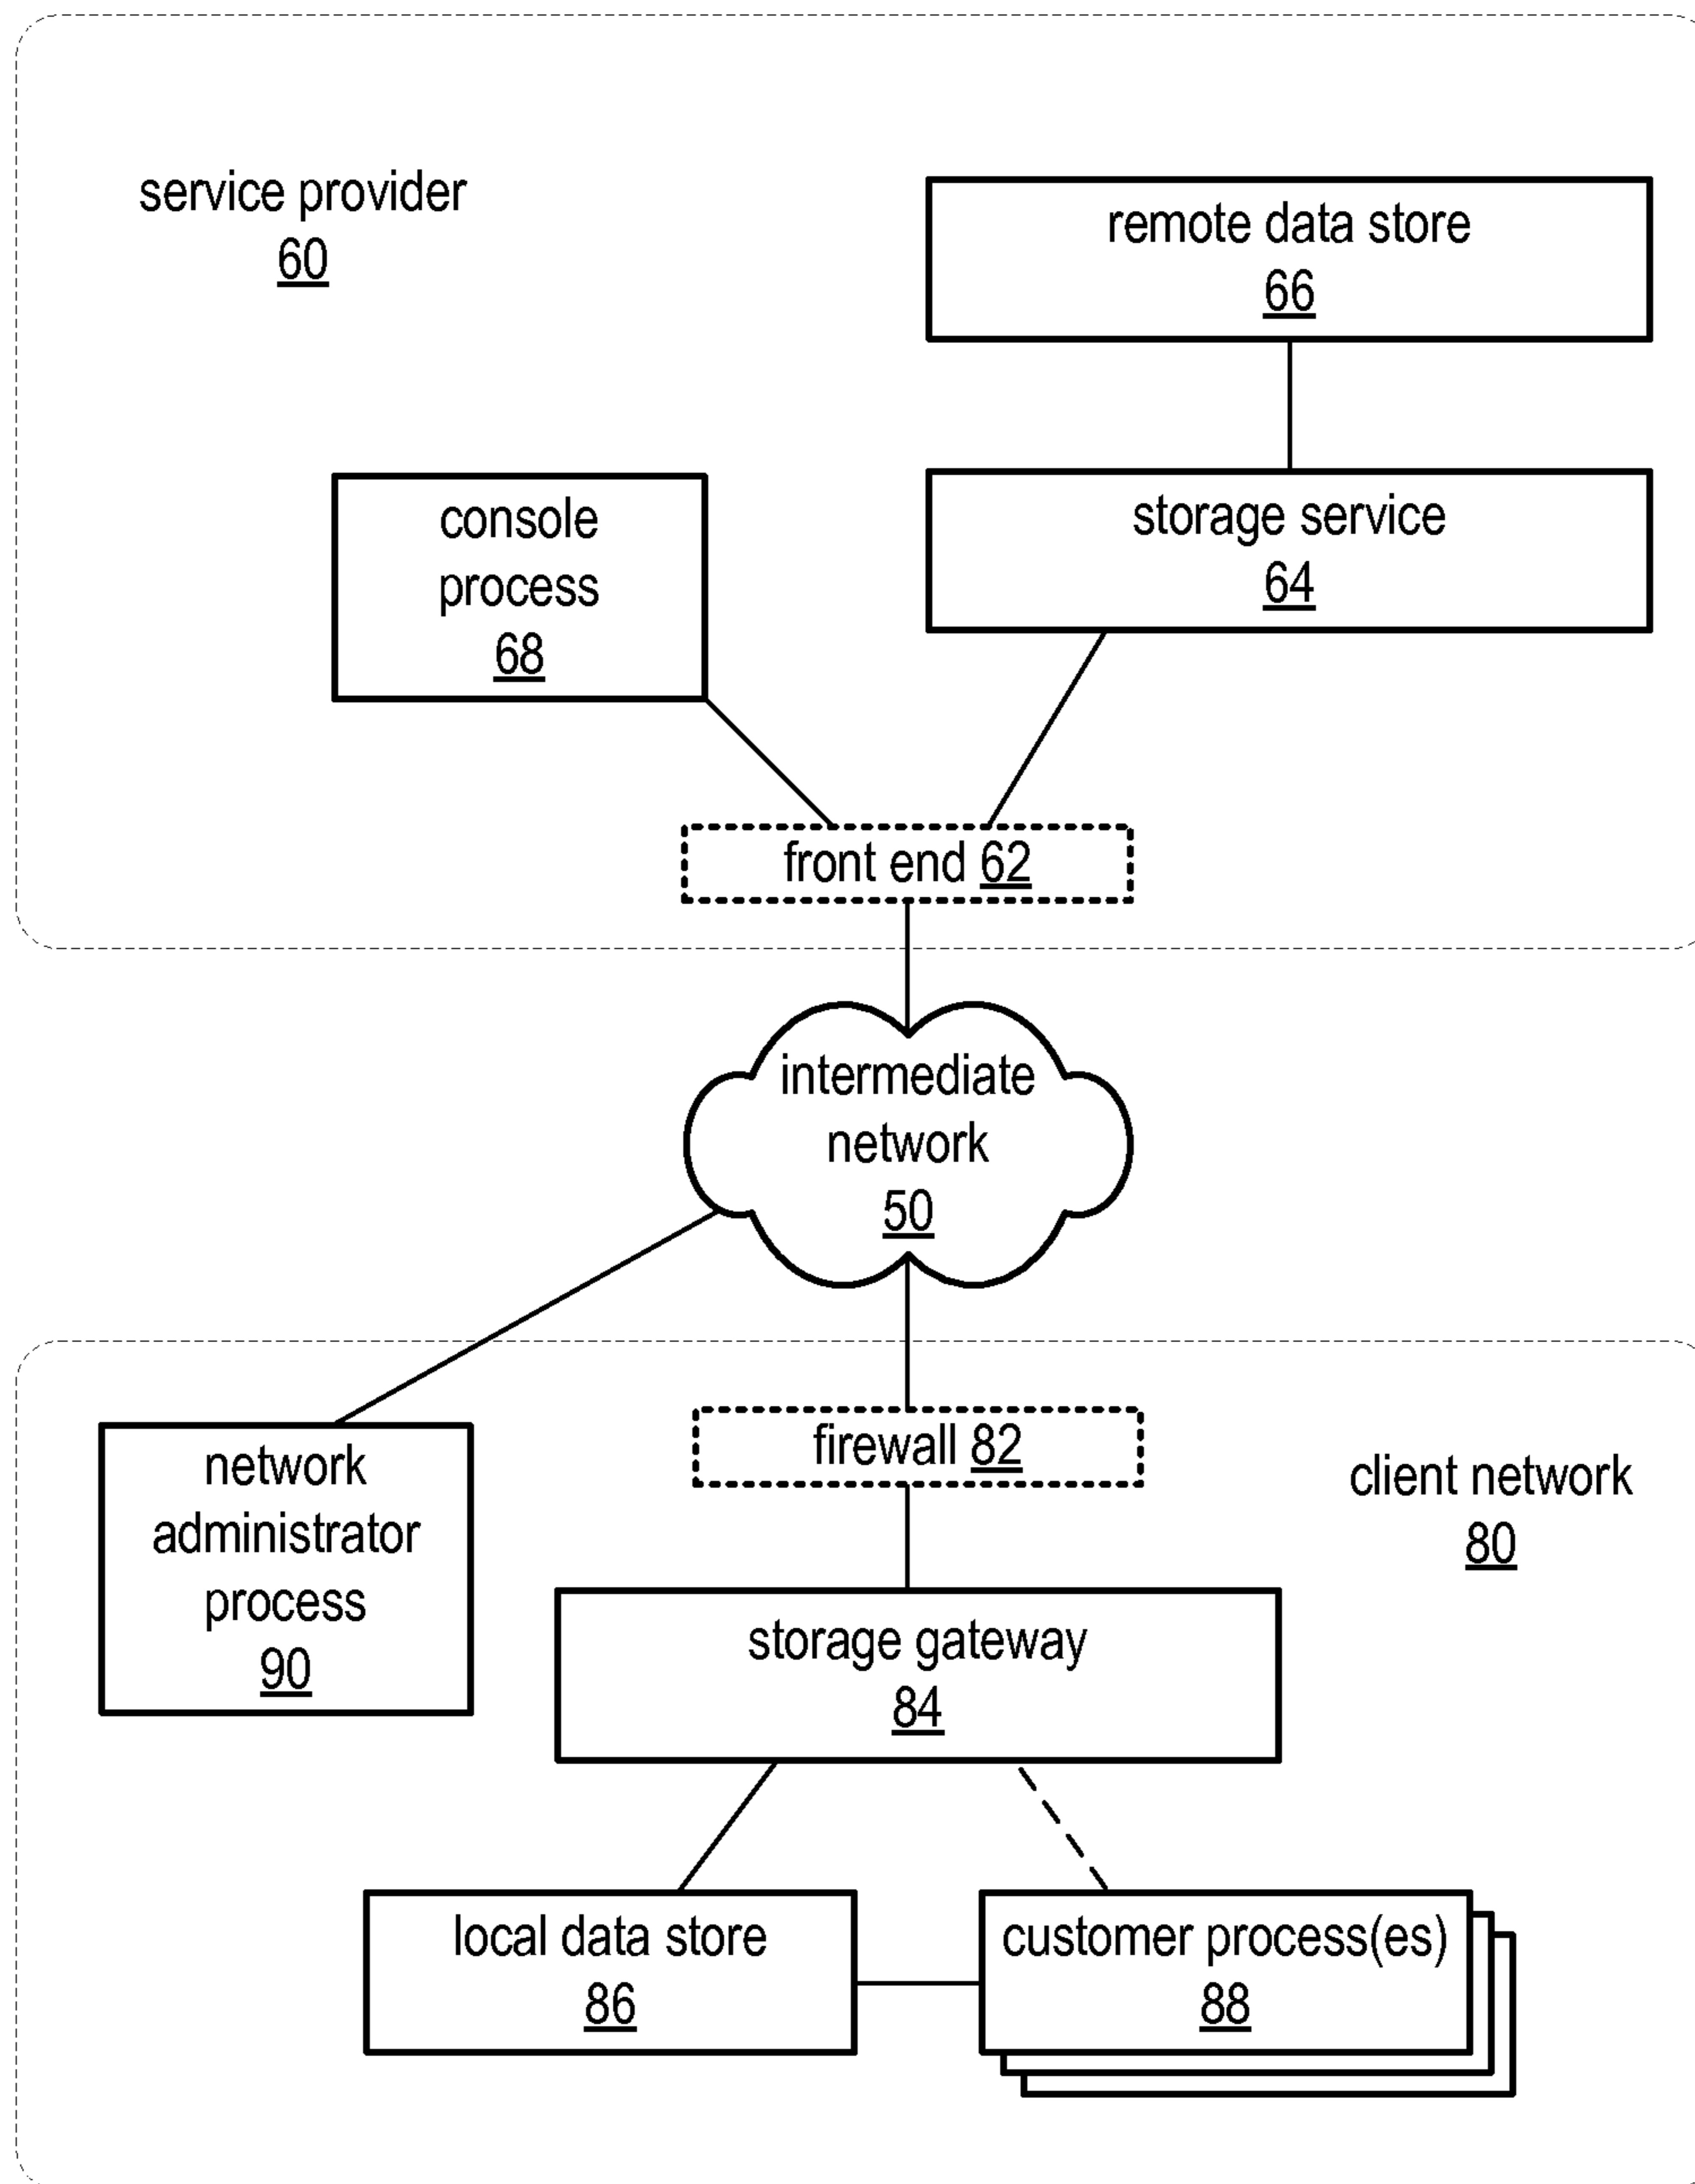 service provider
60
remote data store
66
console
process
68
storage service
64
front end 62
intermediate
network
50
firewall 82
client network
80
network
administrator
process
90
storage gateway
84
local data store
86
customer process(es)
88